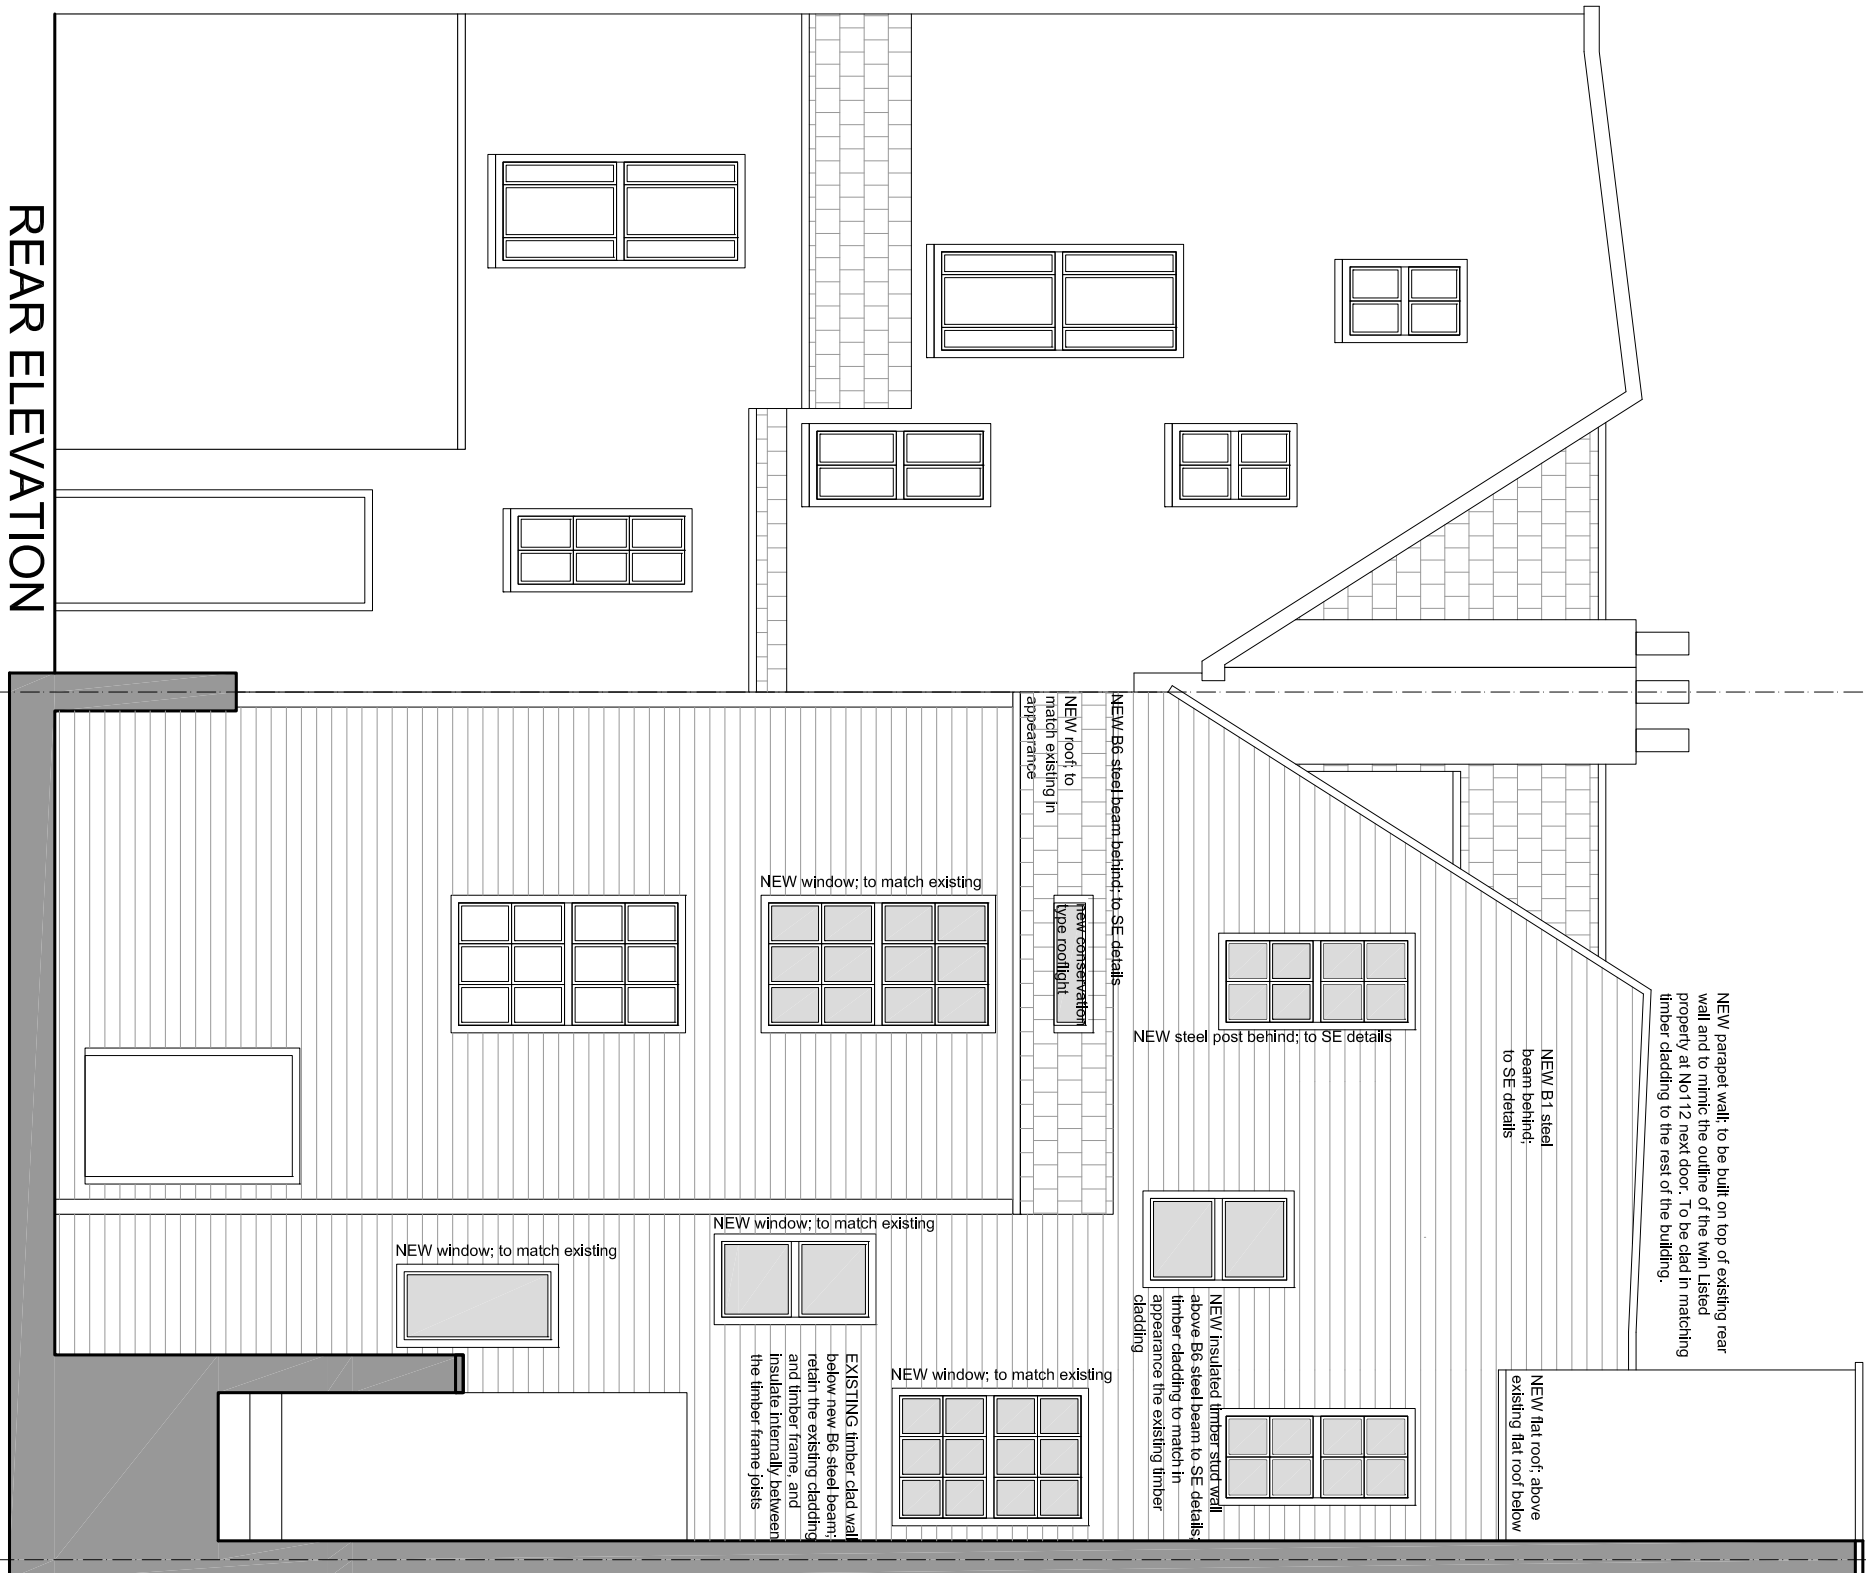 REAR ELEVATION
NEW parapet wall; to be built on top of existing rear
wall and to mimic the outline of the twin Listed
property at No112 next door. To be clad in matching
timber cladding to the rest of the building.
NEW B1 steel
beam behind;
to SE details
NEW flat roof; above
existing flat roof below
NEW B6 steel beam behind; to SE details
NEW roof; to
match existing in
appearance
new conservation
type rooflight
NEW steel post behind; to SE details
NEW window; to match existing
NEW window; to match existing
NEW window; to match existing
NEW window; to match existing
NEW insulated timber stud wall
above B6 steel beam to SE details;
timber cladding to match in
appearance the existing timber
cladding
EXISTING timber clad wall
below new B6 steel beam;
retain the existing cladding
and timber frame, and
insulate internally between
the timber frame joists